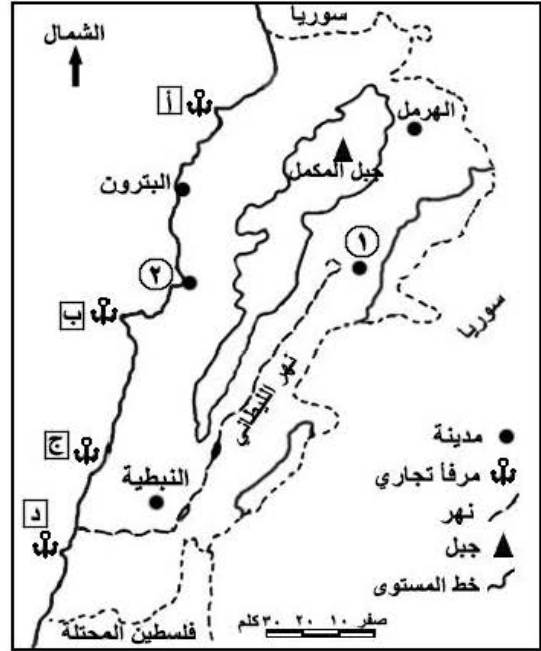 سوريا
الشمال
أ
الهرمل
جبل المكمل
البترون
١
٢
ب
سوريا
نهر الليطاني
ج
النبطية
د
مدينة
مرفأ تجاري
نهر
جبل
خط المستوى
صفر ١٠ ٢٠ ٣٠ كلم
فلسطين المحتلة